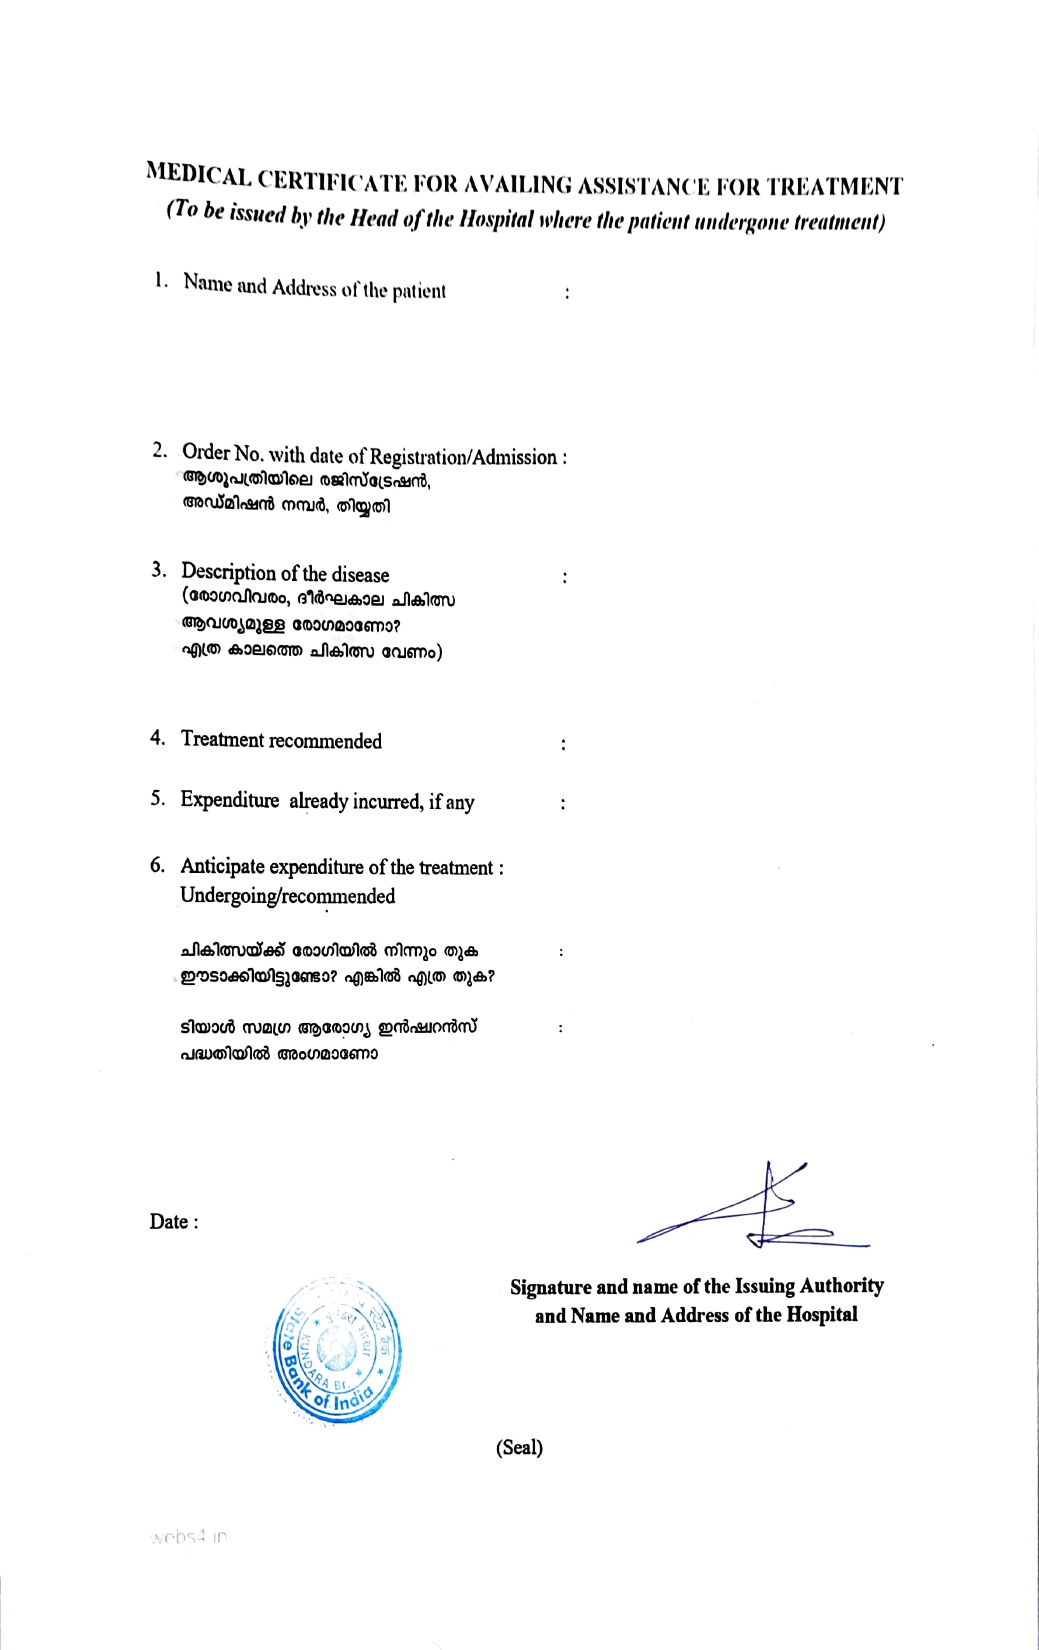 MEDICAL CERTIFICATE FOR AVAILING ASSISTANCE FOR TREATMENT
(To be issued by the Head of the Hospital where the patient undergone treatment)
1. Name and Address of the patient :
2. Order No. with date of Registration/Admission :
ആശുപത്രിയിലെ രജിസ്ട്രേഷൻ,
അഡ്മിഷൻ നമ്പർ, തിയ്യതി
3. Description of the disease :
(രോഗവിവരം, ദീർഘകാല ചികിത്സ
ആവശ്യമുള്ള രോഗമാണോ?
എത്ര കാലത്തെ ചികിത്സ വേണം)
4. Treatment recommended :
5. Expenditure already incurred, if any :
6. Anticipate expenditure of the treatment :
Undergoing/recommended
ചികിത്സയ്ക്ക് രോഗിയിൽ നിന്നും തുക :
ഈടാക്കിയിട്ടുണ്ടോ? എങ്കിൽ എത്ര തുക?
ടിയാൾ സമഗ്ര ആരോഗ്യ ഇൻഷുറൻസ് :
പദ്ധതിയിൽ അംഗമാണോ
Date :
Signature and name of the Issuing Authority
and Name and Address of the Hospital
State Bank of India
KUNDARA Br.
(Seal)
webs4 in